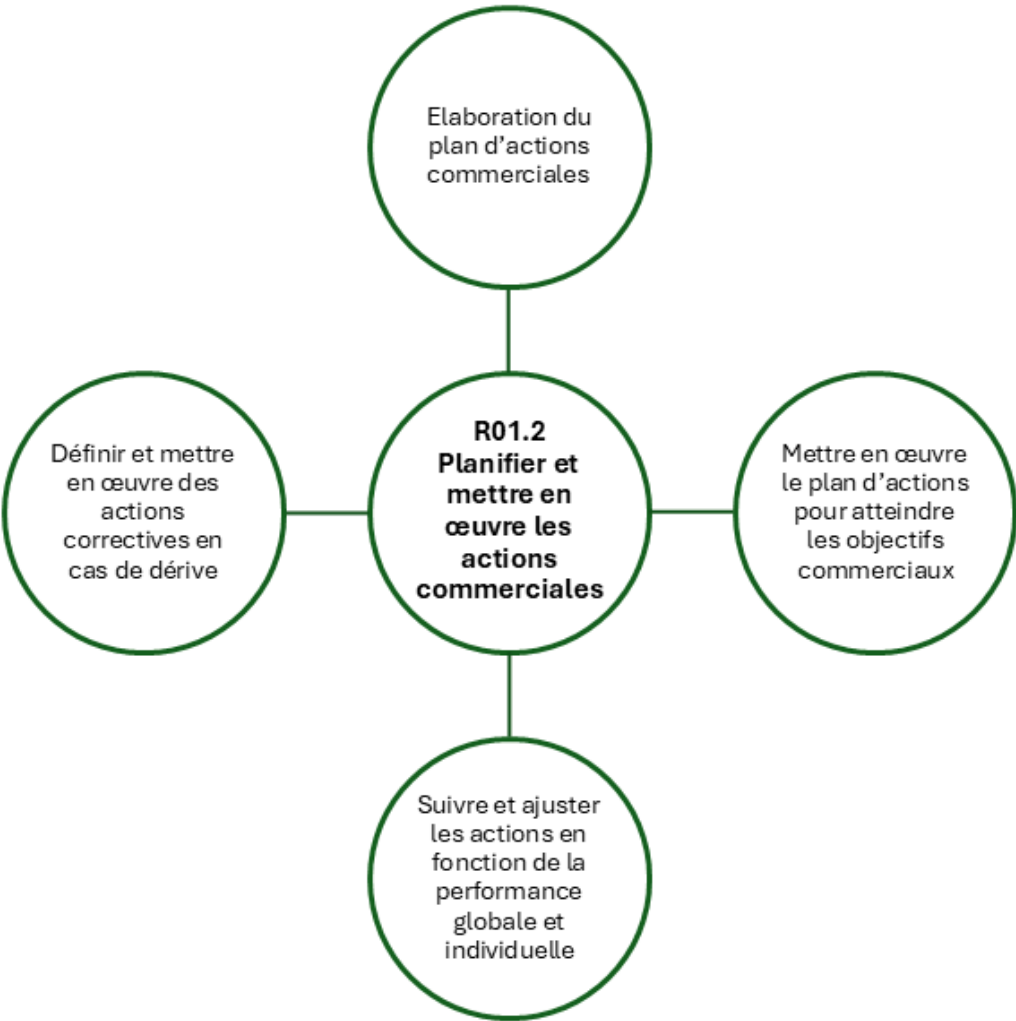 Elaboration du
plan d’actions
commerciales
Définir et mettre
en œuvre des
actions
correctives en
cas de dérive
R01.2
Planifier et
mettre en
œuvre les
actions
commerciales
Mettre en œuvre
le plan d’actions
pour atteindre
les objectifs
commerciaux
Suivre et ajuster
les actions en
fonction de la
performance
globale et
individuelle